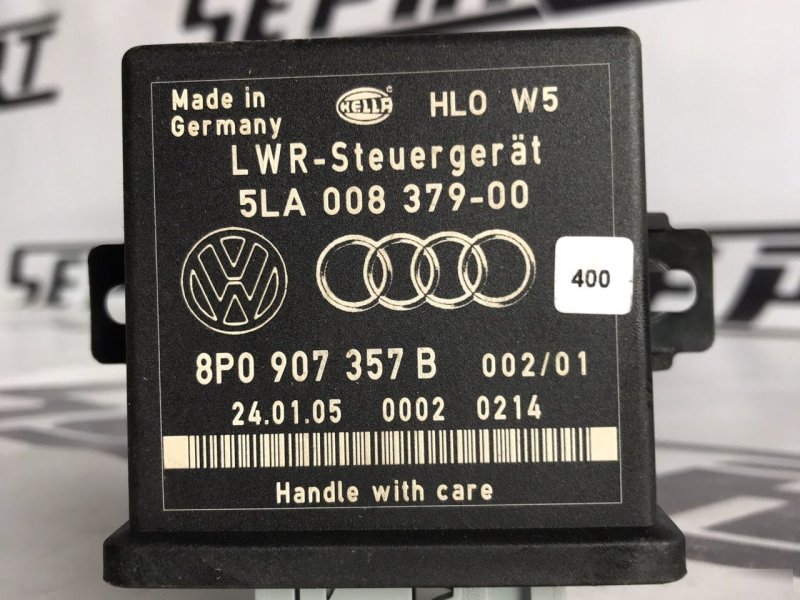 Made in
Germany
HELLA
HLO W5
LWR-Steuergerät
5LA 008 379-00
400
8P0 907 357 B 002/01
24.01.05 0002 0214
Handle with care